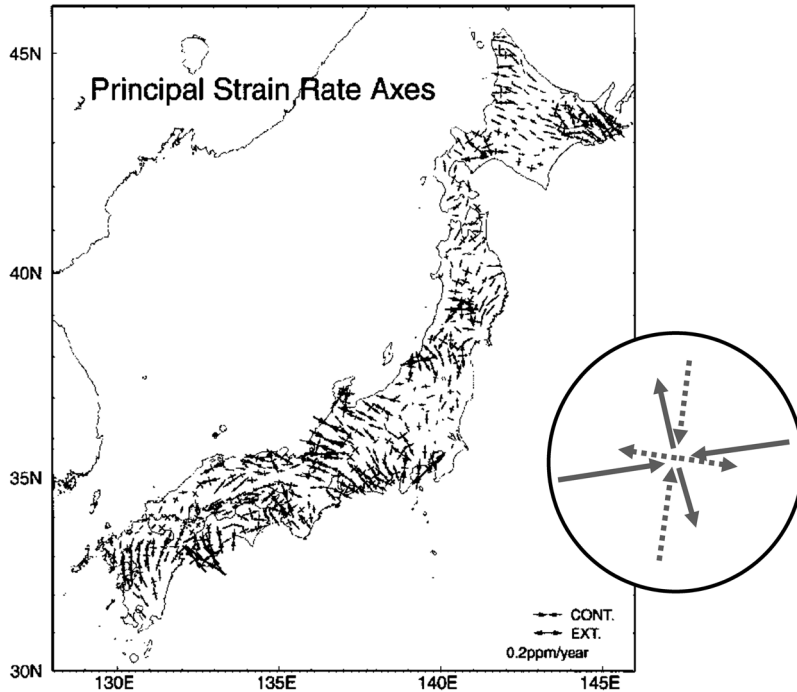 45N
Principal Strain Rate Axes
40N
35N
CONT.
EXT.
0.2ppm/year
30N
130E 135E 140E 145E